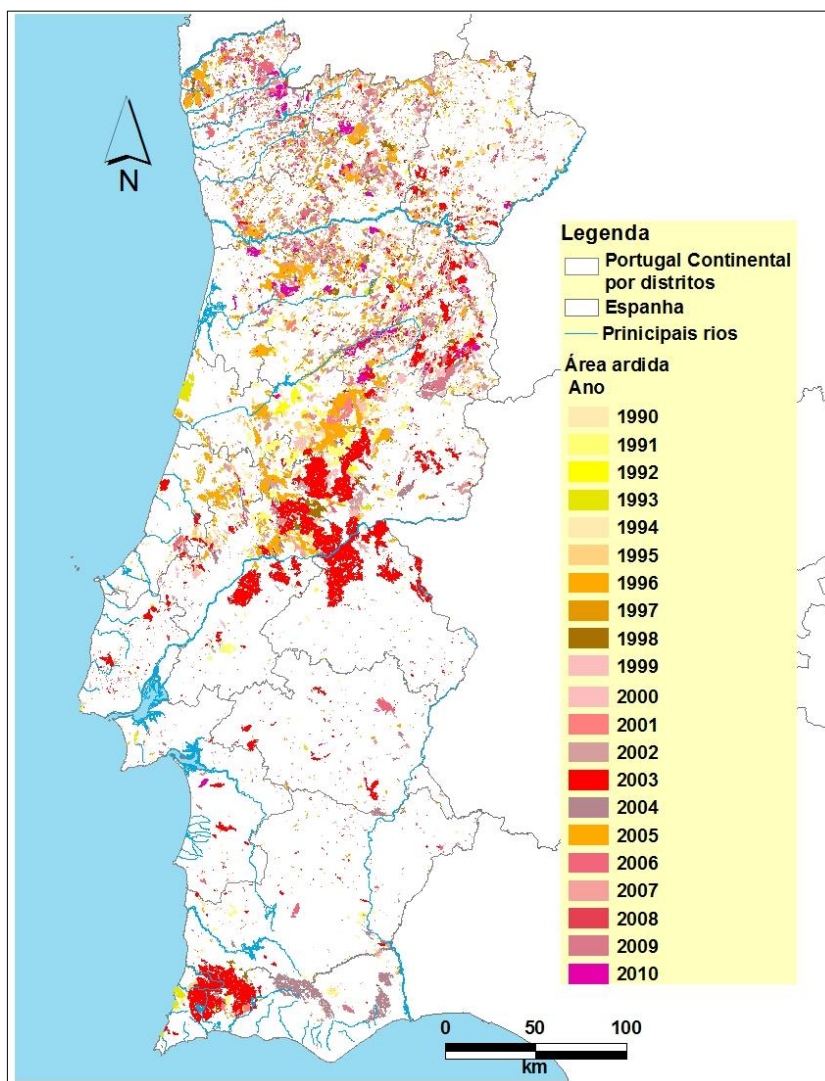 N
Legenda
Portugal Continental
por distritos
Espanha
Prinicipais rios
Área ardida
Ano
1990
1991
1992
1993
1994
1995
1996
1997
1998
1999
2000
2001
2002
2003
2004
2005
2006
2007
2008
2009
2010
0 50 100
km